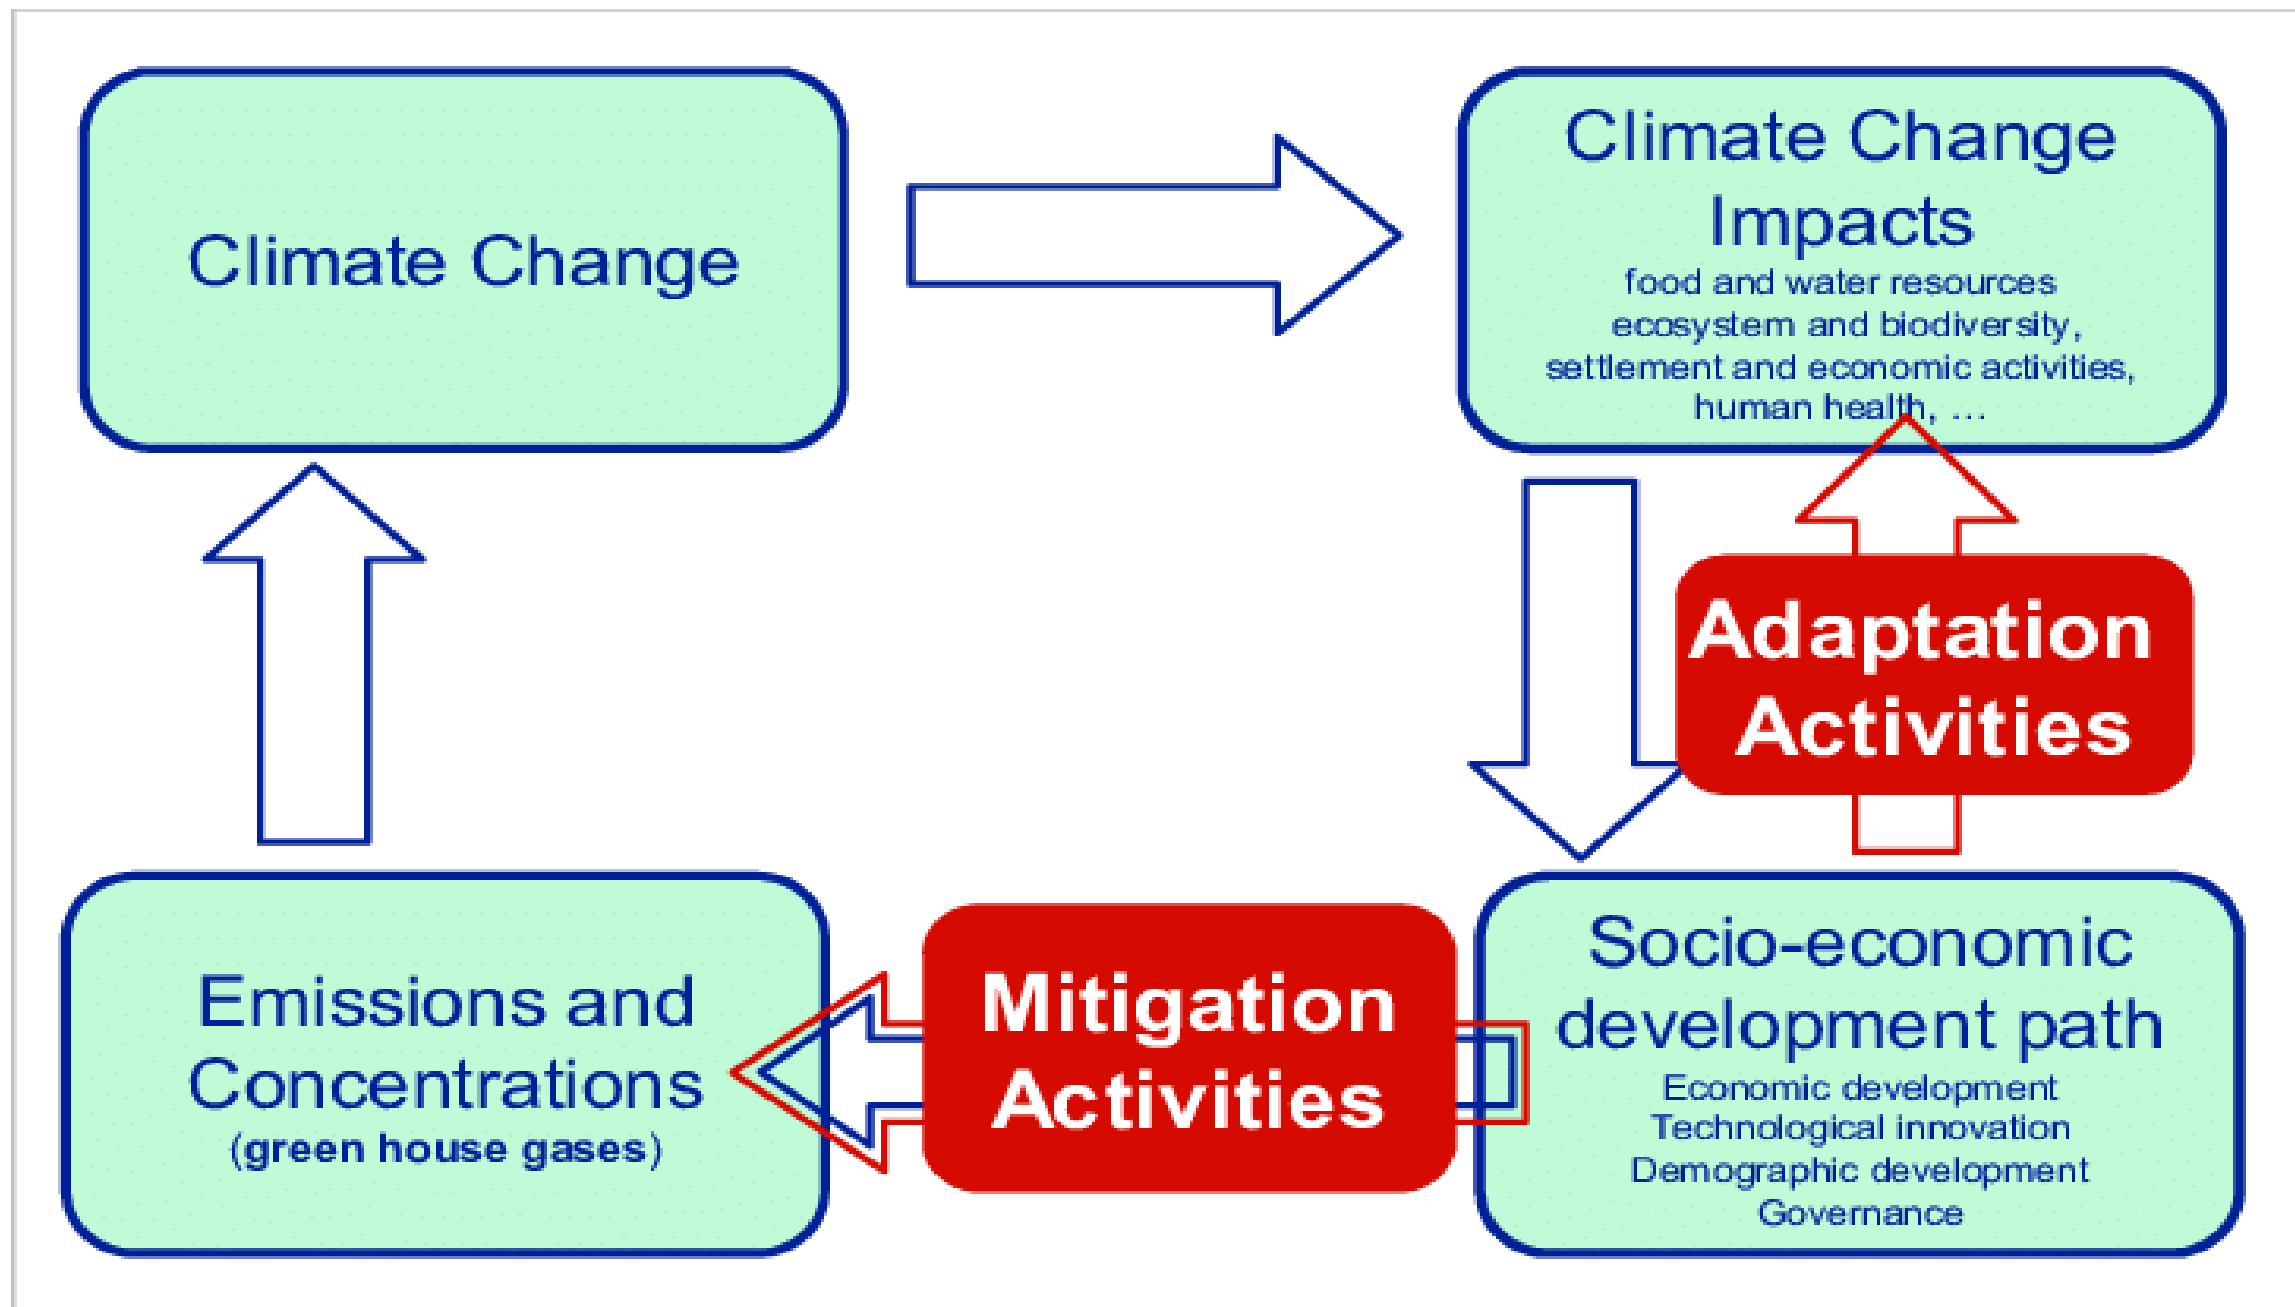 Climate Change
Climate Change
Impacts
food and water resources
ecosystem and biodiversity,
settlement and economic activities,
human health, …
Adaptation
Activities
Emissions and
Concentrations
(green house gases)
Mitigation
Activities
Socio-economic
development path
Economic development
Technological innovation
Demographic development
Governance